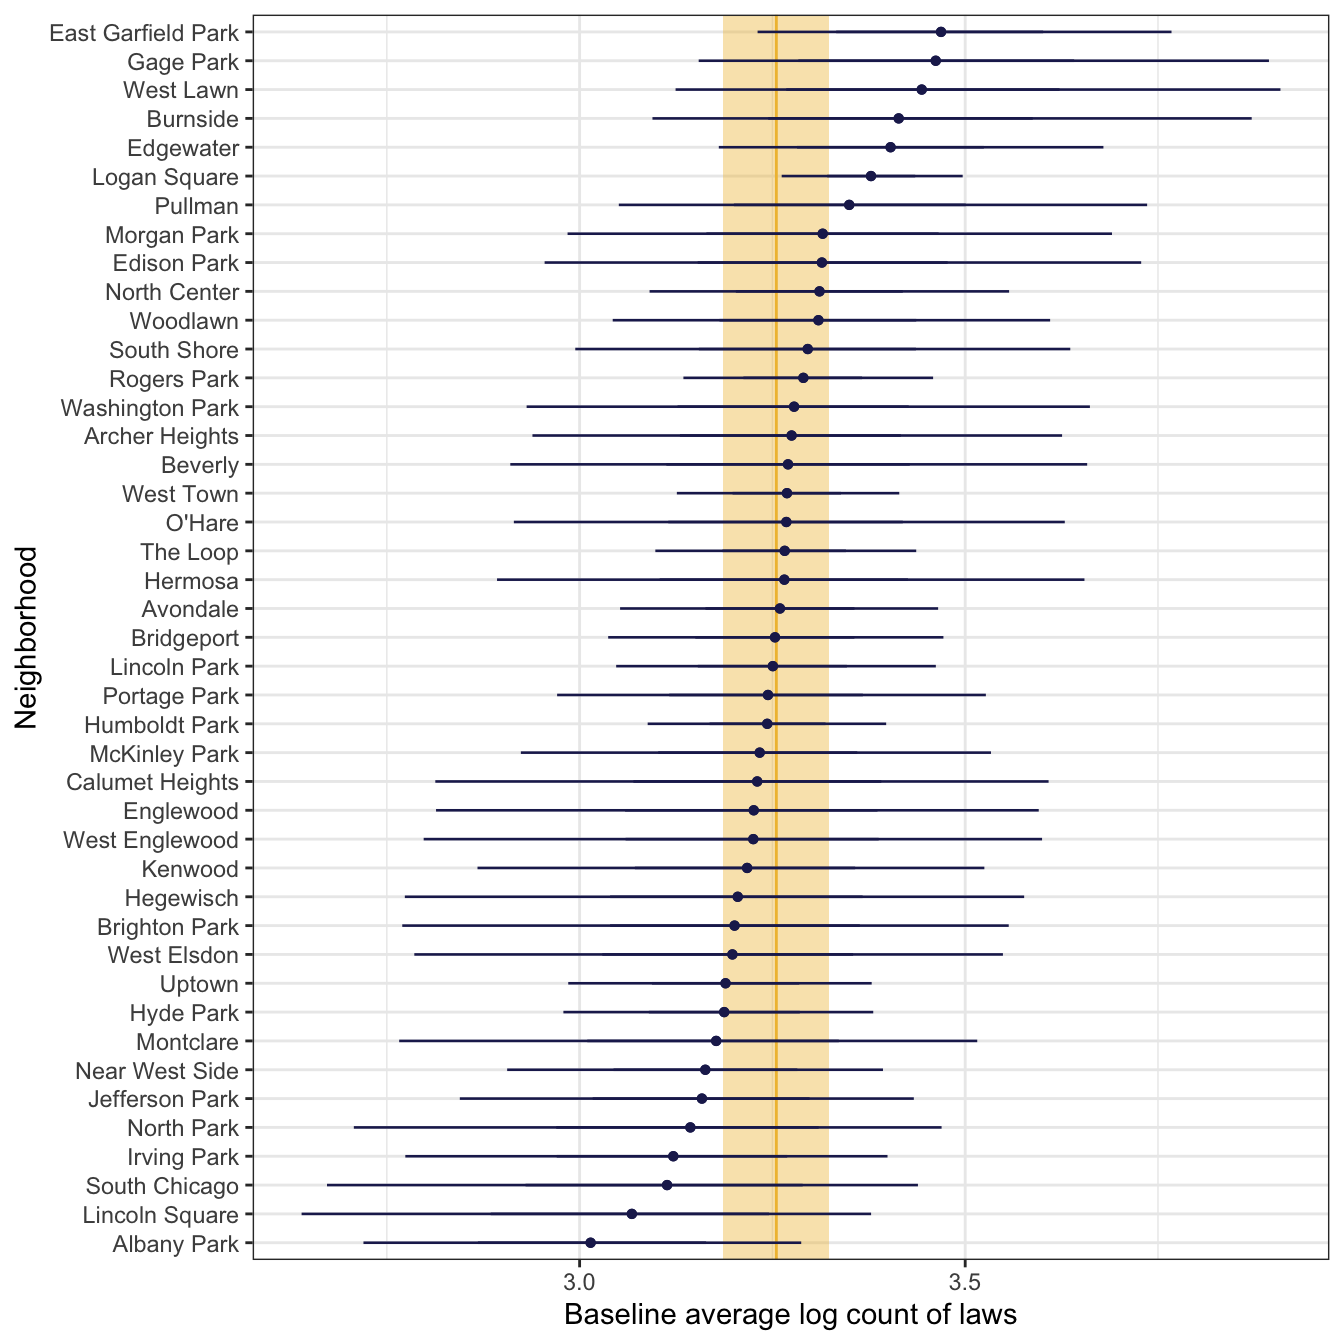 East Garfield Park
Gage Park
West Lawn
Burnside
Edgewater
Logan Square
Pullman
Morgan Park
Edison Park
North Center
Woodlawn
South Shore
Rogers Park
Washington Park
Archer Heights
Beverly
West Town
O'Hare
The Loop
Hermosa
Avondale
Bridgeport
Lincoln Park
Portage Park
Humboldt Park
McKinley Park
Calumet Heights
Englewood
West Englewood
Kenwood
Hegewisch
Brighton Park
West Elsdon
Uptown
Hyde Park
Montclare
Near West Side
Jefferson Park
North Park
Irving Park
South Chicago
Lincoln Square
Albany Park
Neighborhood
3.0 3.5
Baseline average log count of laws